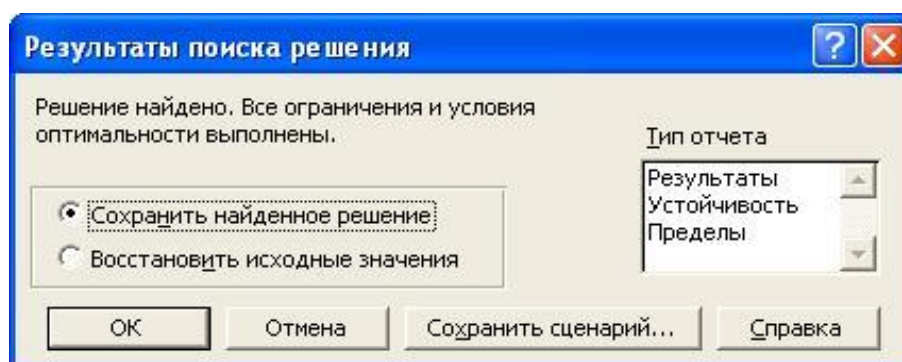 Результаты поиска решения
?
Решение найдено. Все ограничения и условия
оптимальности выполнены.
Тип отчета
Результаты
Устойчивость
Пределы
Сохранить найденное решение
Восстановить исходные значения
ОК
Отмена
Сохранить сценарий...
Справка